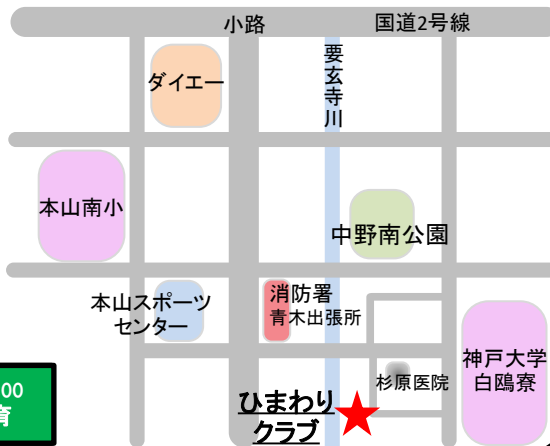 小路
国道2号線
ダイエー
要玄寺川
本山南小
中野南公園
本山スポーツ
センター
消防署
青木出張所
神戸大学
白鴎寮
杉原医院
00
育
ひまわり
クラブ